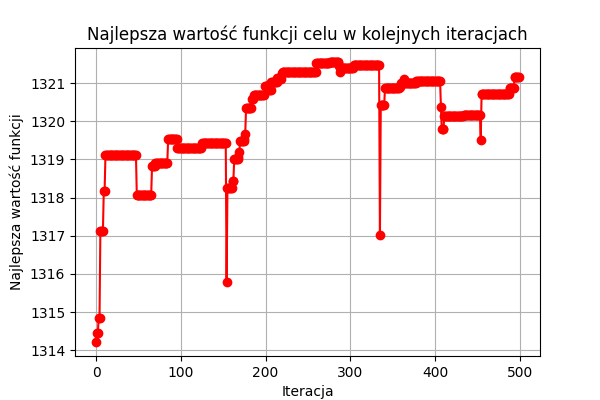 Najlepsza wartość funkcji celu w kolejnych iteracjach
Najlepsza wartość funkcji
1321
1320
1319
1318
1317
1316
1315
1314
0 100 200 300 400 500
Iteracja